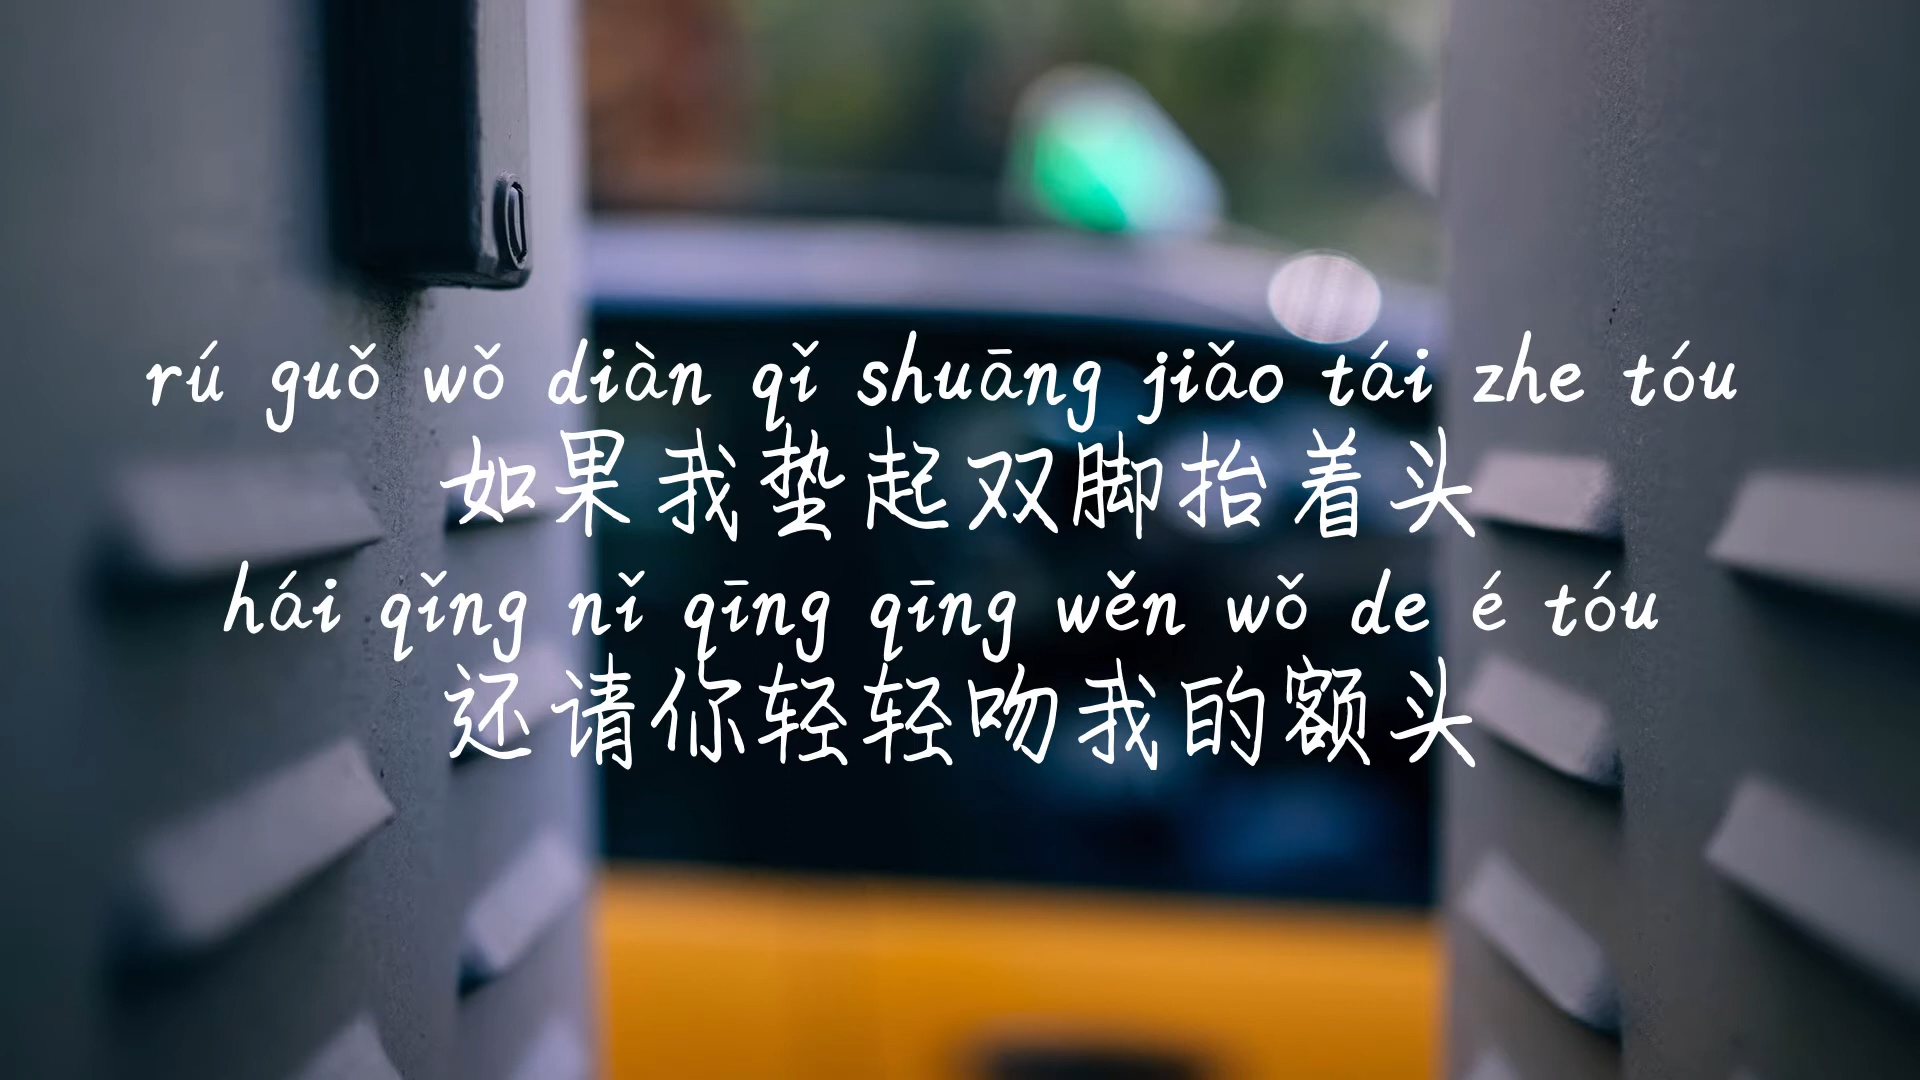 rú guǒ wǒ diàn qǐ shuāng jiǎo tái zhe tóu
如果我垫起双脚抬着头
hái qǐng nǐ qīng qīng wěn wǒ de é tóu
还请你轻轻吻我的额头